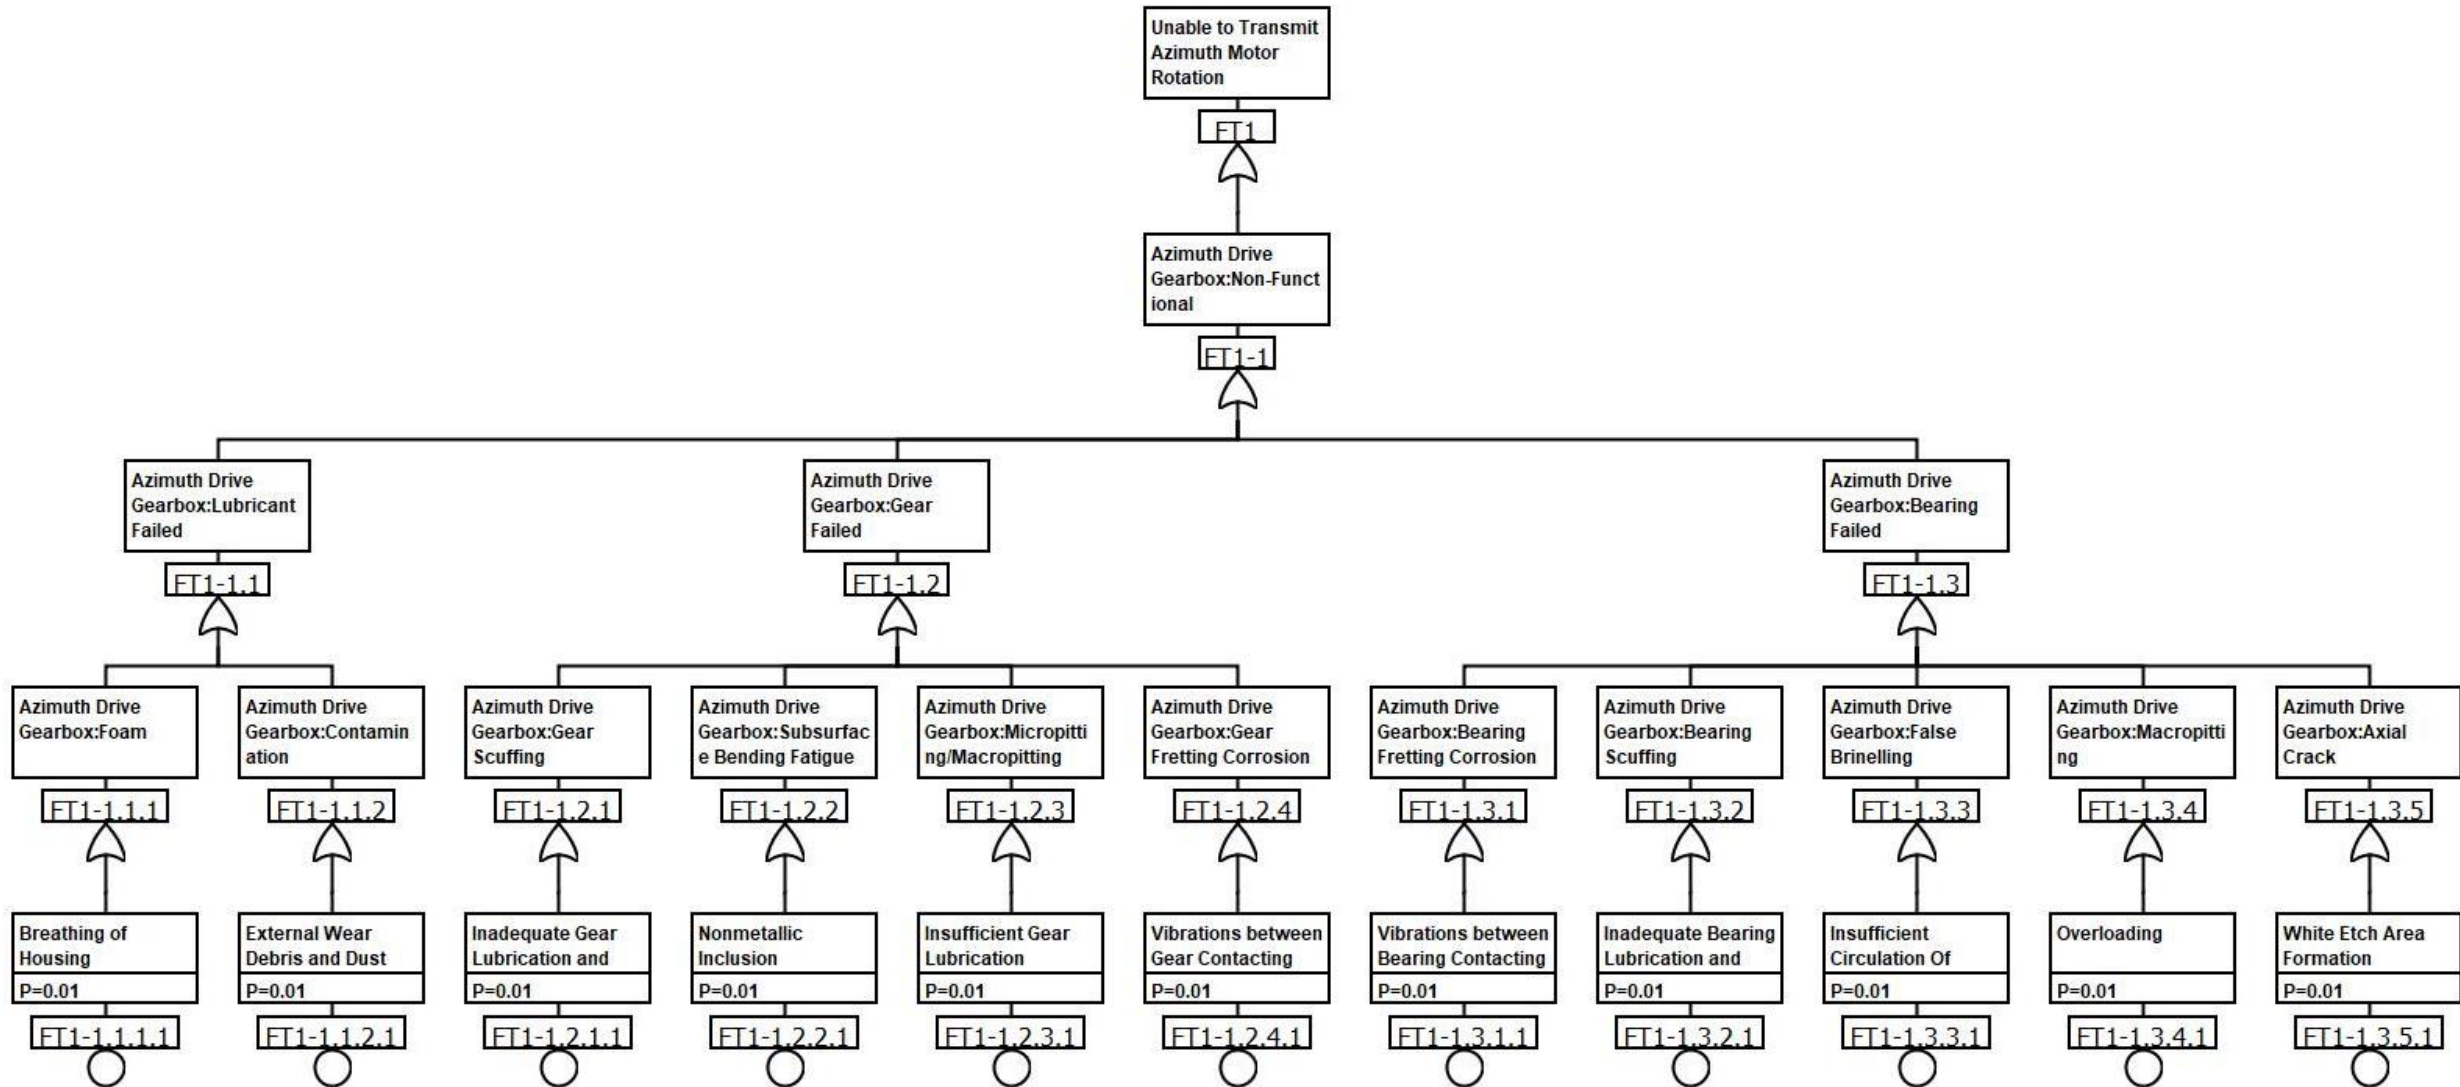 Unable to Transmit
Azimuth Motor
Rotation
FT1
Azimuth Drive
Gearbox:Non-Funct
ional
FT1-1
Azimuth Drive
Gearbox:Lubricant
Failed
FT1-1.1
Azimuth Drive
Gearbox:Gear
Failed
FT1-1.2
Azimuth Drive
Gearbox:Bearing
Failed
FT1-1.3
Azimuth Drive
Gearbox:Foam
FT1-1.1.1
Azimuth Drive
Gearbox:Contamin
ation
FT1-1.1.2
Azimuth Drive
Gearbox:Gear
Scuffing
FT1-1.2.1
Azimuth Drive
Gearbox:Subsurfac
e Bending Fatigue
FT1-1.2.2
Azimuth Drive
Gearbox:Micropitti
ng/Macropitting
FT1-1.2.3
Azimuth Drive
Gearbox:Gear
Fretting Corrosion
FT1-1.2.4
Azimuth Drive
Gearbox:Bearing
Fretting Corrosion
FT1-1.3.1
Azimuth Drive
Gearbox:Bearing
Scuffing
FT1-1.3.2
Azimuth Drive
Gearbox:False
Brinelling
FT1-1.3.3
Azimuth Drive
Gearbox:Macropitti
ng
FT1-1.3.4
Azimuth Drive
Gearbox:Axial
Crack
FT1-1.3.5
Breathing of
Housing
P=0.01
FT1-1.1.1.1
External Wear
Debris and Dust
P=0.01
FT1-1.1.2.1
Inadequate Gear
Lubrication and
P=0.01
FT1-1.2.1.1
Nonmetallic
Inclusion
P=0.01
FT1-1.2.2.1
Insufficient Gear
Lubrication
P=0.01
FT1-1.2.3.1
Vibrations between
Gear Contacting
P=0.01
FT1-1.2.4.1
Vibrations between
Bearing Contacting
P=0.01
FT1-1.3.1.1
Inadequate Bearing
Lubrication and
P=0.01
FT1-1.3.2.1
Insufficient
Circulation Of
P=0.01
FT1-1.3.3.1
Overloading
P=0.01
FT1-1.3.4.1
White Etch Area
Formation
P=0.01
FT1-1.3.5.1